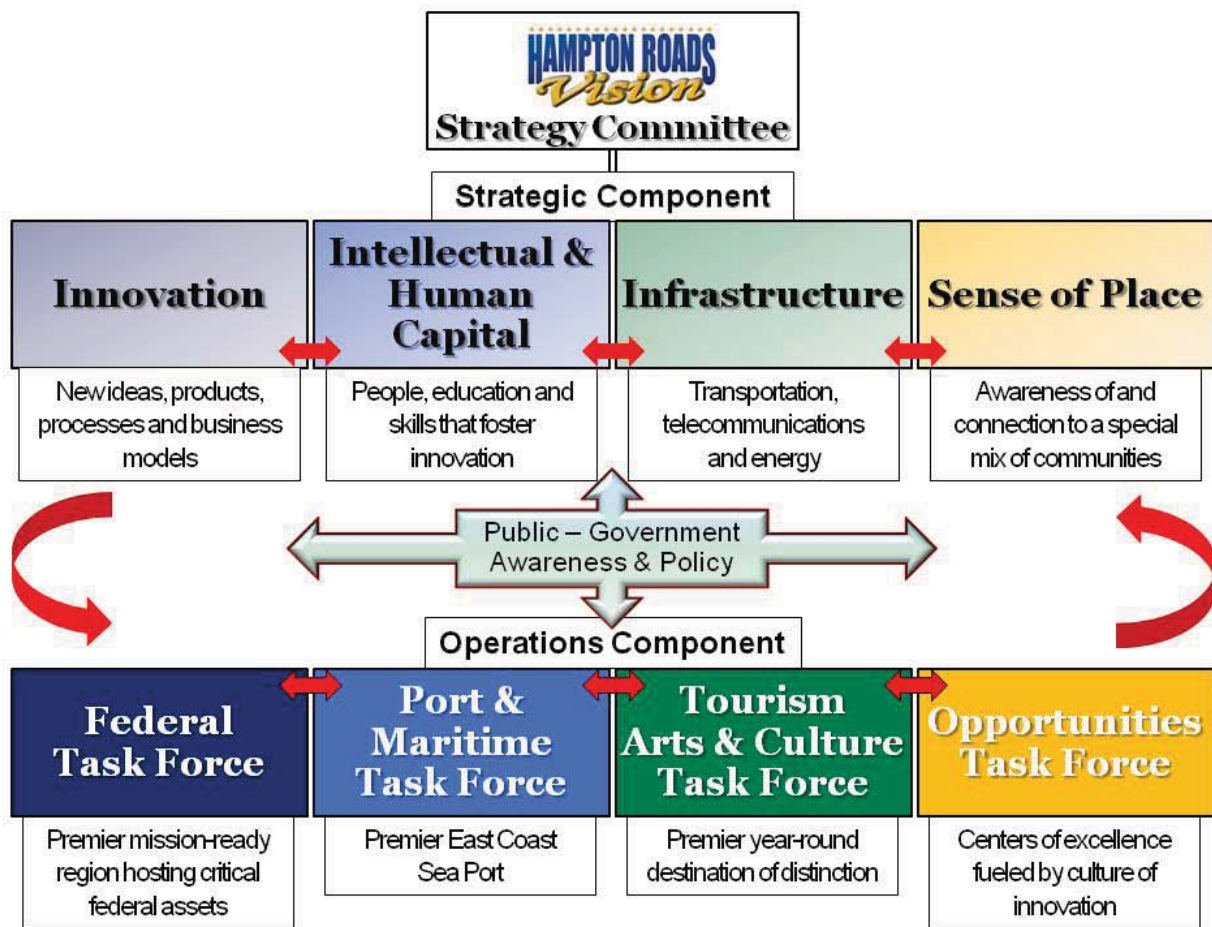 HAMPTON ROADS
Vision
Strategy Committee
Strategic Component
Innovation
Intellectual &
Human
Capital
Infrastructure
Sense of Place
New ideas, products,
processes and business
models
People, education and
skills that foster
innovation
Transportation,
telecommunications
and energy
Awareness of and
connection to a special
mix of communities
Public – Government
Awareness & Policy
Operations Component
Federal
Task Force
Port &
Maritime
Task Force
Tourism
Arts & Culture
Task Force
Opportunities
Task Force
Premier mission-ready
region hosting critical
federal assets
Premier East Coast
Sea Port
Premier year-round
destination of distinction
Centers of excellence
fueled by culture of
innovation